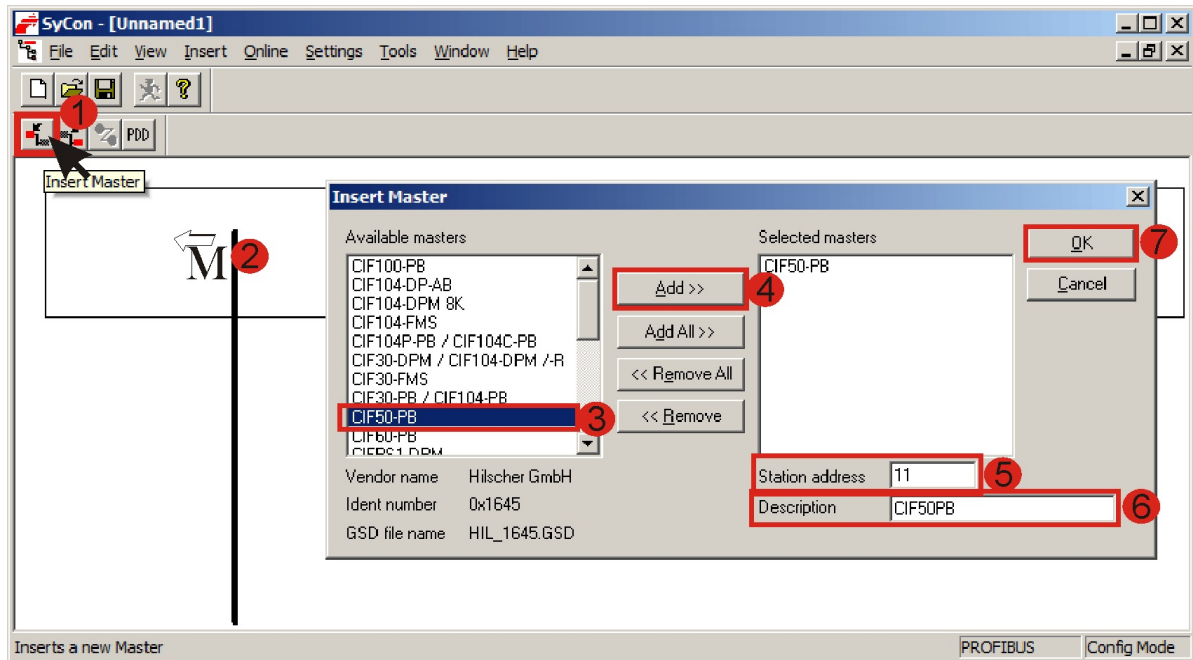 SyCon - [Unnamed1]
File Edit View Insert Online Settings Tools Window Help
1
PDD
Insert Master
M
2
Insert Master
Available masters
CIF100-PB
CIF104-DP-AB
CIF104-DPM 8K
CIF104-FMS
CIF104P-PB / CIF104C-PB
CIF30-DPM / CIF104-DPM /-R
CIF30-FMS
CIF30-PB / CIF104-PB
CIF50-PB
3
CIF60-PB
CIFPS1-DPM
Vendor name Hilscher GmbH
Ident number 0x1645
GSD file name HIL_1645.GSD
Add >>
4
Add All >>
<< Remove All
<< Remove
Selected masters
CIF50-PB
OK
7
Cancel
Station address 11
5
Description CIF50PB
6
Inserts a new Master
PROFIBUS
Config Mode